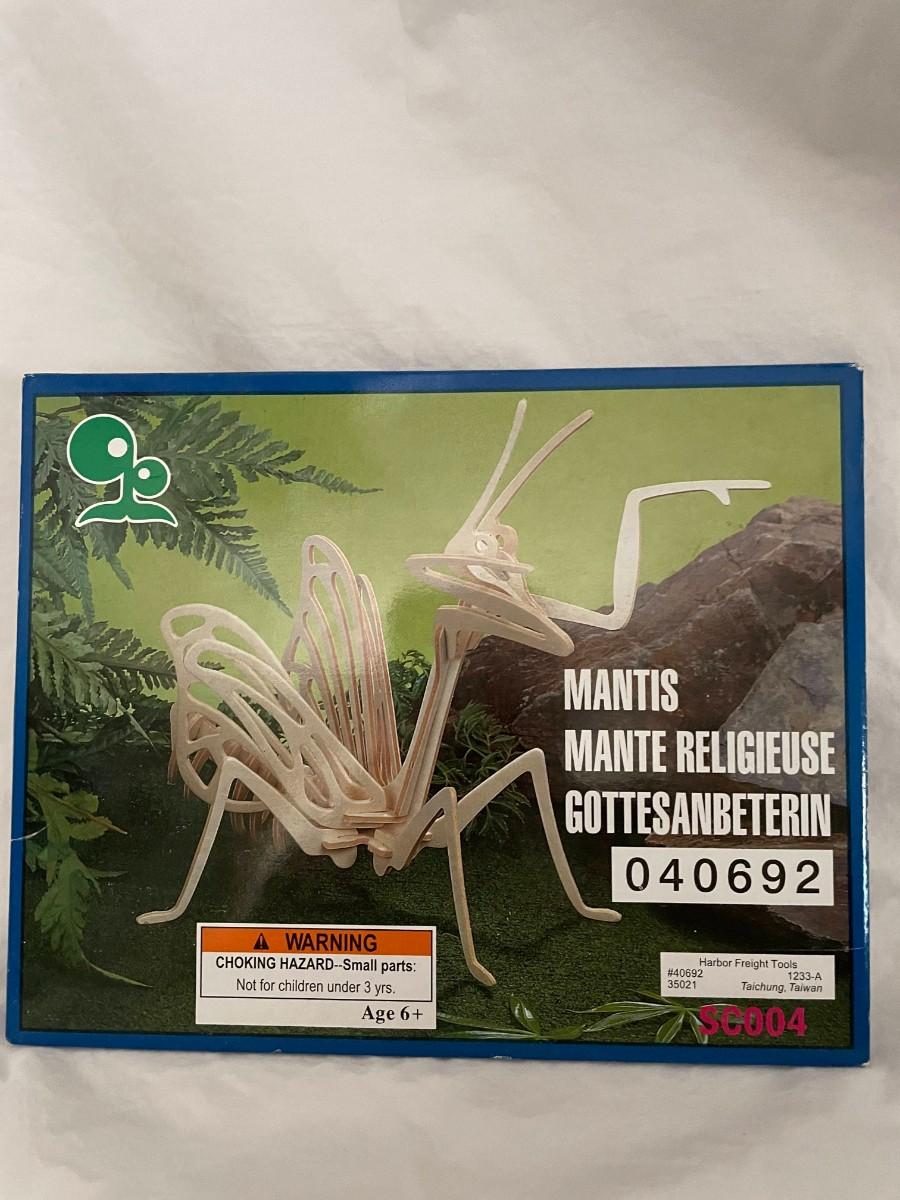 MANTIS
MANTE RELIGIEUSE
GOTTESANBETERIN
040692
WARNING
CHOKING HAZARD--Small parts:
Not for children under 3 yrs.
Age 6+
Harbor Freight Tools
#40692 1233-A
35021 Taichung, Taiwan
SC004